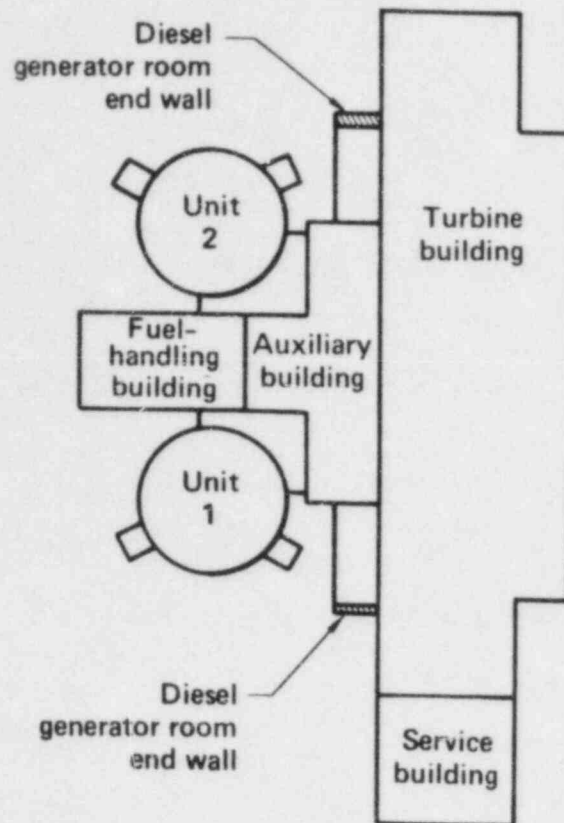 Diesel
generator room
end wall
Unit
2
Turbine
building
Fuel-
handling
building
Auxiliary
building
Unit
1
Diesel
generator room
end wall
Service
building